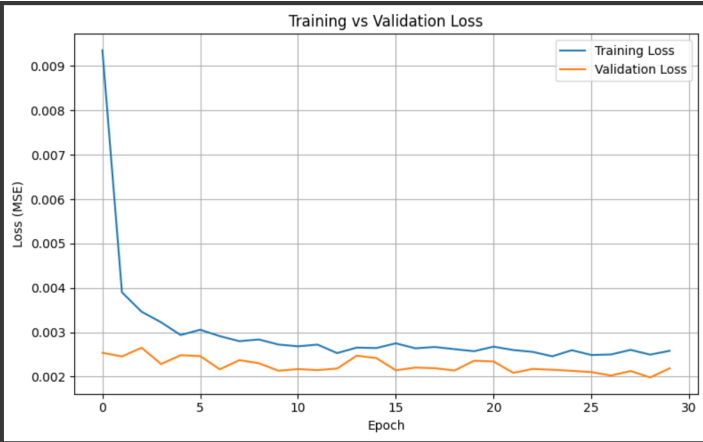 Training vs Validation Loss
Training Loss
Validation Loss
0.009
0.008
0.007
0.006
0.005
0.004
0.003
0.002
Loss (MSE)
0 5 10 15 20 25 30
Epoch